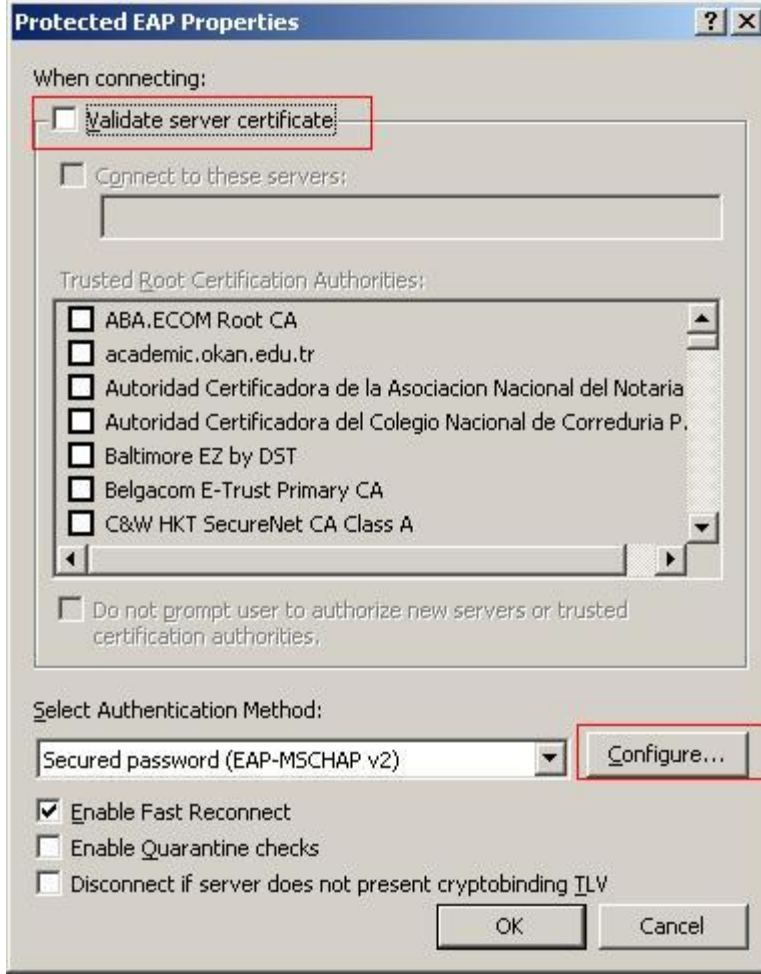 Protected EAP Properties
When connecting:
Validate server certificate
Connect to these servers:
Trusted Root Certification Authorities:
ABA.ECOM Root CA
academic.okan.edu.tr
Autoridad Certificadora de la Asociacion Nacional del Notaria
Autoridad Certificadora del Colegio Nacional de Correduria P.
Baltimore EZ by DST
Belgacom E-Trust Primary CA
C&W HKT SecureNet CA Class A
Do not prompt user to authorize new servers or trusted
certification authorities.
Select Authentication Method:
Secured password (EAP-MSCHAP v2)
Configure...
Enable Fast Reconnect
Enable Quarantine checks
Disconnect if server does not present cryptobinding TLV
OK
Cancel